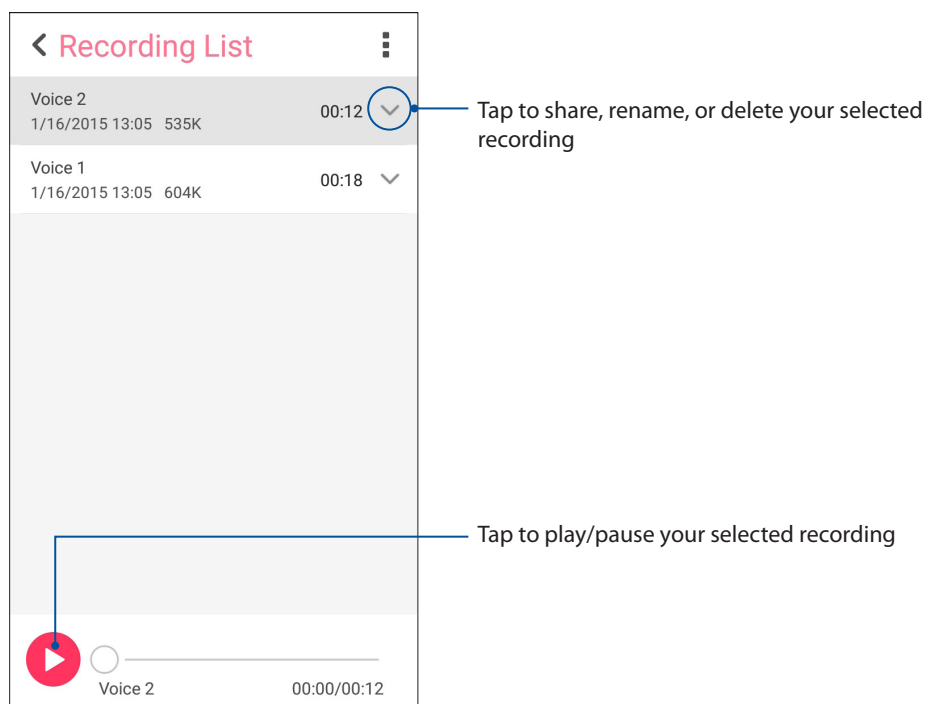 Recording List
Voice 2
00:12
1/16/2015 13:05 535K
Tap to share, rename, or delete your selected
recording
Voice 1
00:18
1/16/2015 13:05 604K
Tap to play/pause your selected recording
Voice 2 00:00/00:12